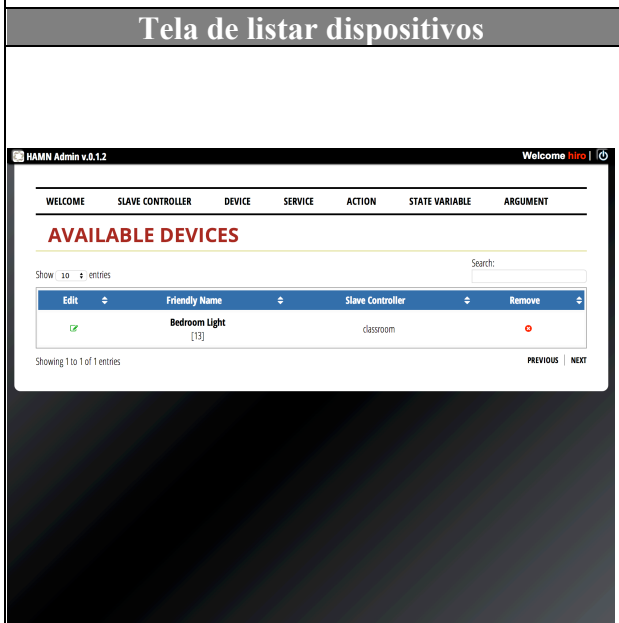 Tela de listar dispositivos
HAMN Admin v.0.1.2 Welcome hiro |
WELCOME SLAVE CONTROLLER DEVICE SERVICE ACTION STATE VARIABLE ARGUMENT
AVAILABLE DEVICES
Show 10 entries Search:
Edit Friendly Name Slave Controller Remove
Bedroom Light
[13] classroom
Showing 1 to 1 of 1 entries PREVIOUS NEXT